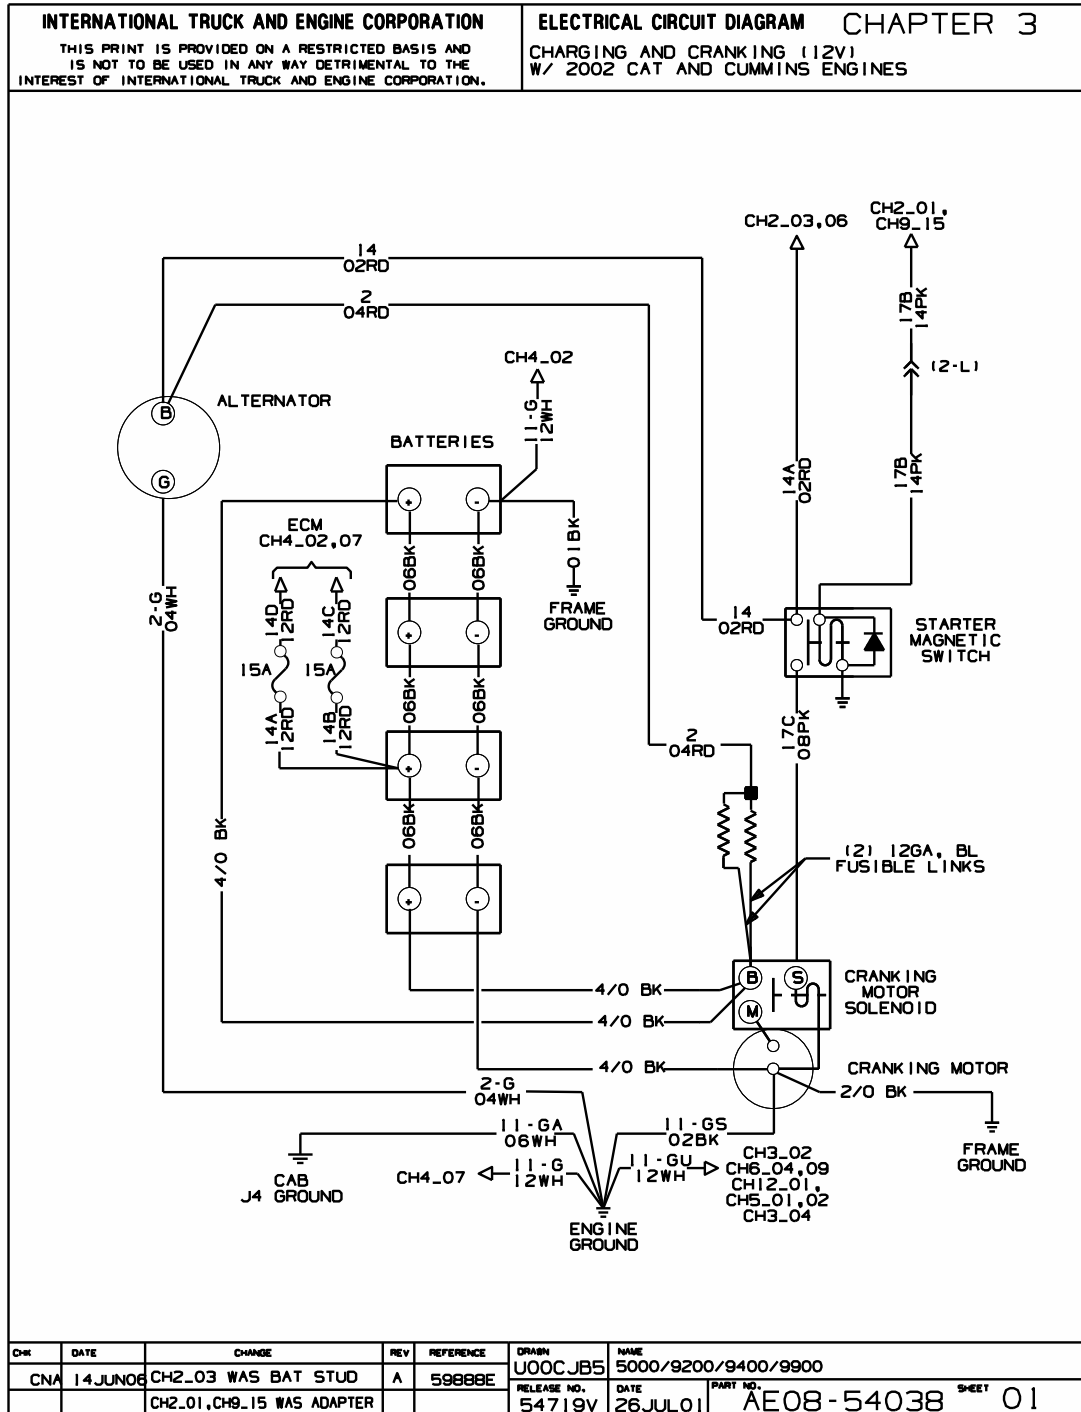 INTERNATIONAL TRUCK AND ENGINE CORPORATION
THIS PRINT IS PROVIDED ON A RESTRICTED BASIS AND
IS NOT TO BE USED IN ANY WAY DETRIMENTAL TO THE
INTEREST OF INTERNATIONAL TRUCK AND ENGINE CORPORATION.
ELECTRICAL CIRCUIT DIAGRAM CHAPTER 3
CHARGING AND CRANKING (12V)
W/ 2002 CAT AND CUMMINS ENGINES
CH2_03,06
CH2_01,
CH9_15
14
02RD
2
04RD
17B
14PK
(2-L)
CH4_02
11-G
12WH
ALTERNATOR
B
G
BATTERIES
+
-
14A
02RD
17B
14PK
ECM
CH4_02,07
06BK
06BK
01BK
FRAME
GROUND
2-G
04WH
14D
12RD
14C
12RD
+
-
14
02RD
STARTER
MAGNETIC
SWITCH
15A
15A
06BK
06BK
14A
12RD
14B
12RD
17C
08PK
2
04RD
+
-
4/0 BK
06BK
06BK
(2) 12GA, BL
FUSIBLE LINKS
+
-
B
S
M
CRANKING
MOTOR
SOLENOID
4/0 BK
4/0 BK
4/0 BK
CRANKING MOTOR
2-G
04WH
2/0 BK
11-GA
06WH
11-GS
02BK
FRAME
GROUND
CAB
J4 GROUND
CH4_07
11-G
12WH
11-GU
12WH
CH3_02
CH6_04,09
CH12_01,
CH5_01,02
CH3_04
ENGINE
GROUND
CHK DATE CHANGE REV REFERENCE DRAWN NAME
CNA 14JUN06 CH2_03 WAS BAT STUD A 59888E U00CJB5 5000/9200/9400/9900
CH2_01,CH9_15 WAS ADAPTER
RELEASE NO. DATE PART NO. SHEET
54719V 26JUL01 AE08-54038 01